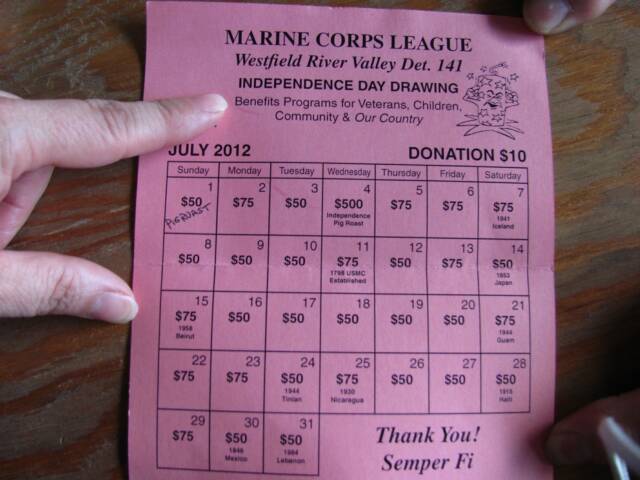 MARINE CORPS LEAGUE
Westfield River Valley Det. 141
INDEPENDENCE DAY DRAWING
Benefits Programs for Veterans, Children,
Community & Our Country
JULY 2012 DONATION $10
Sunday Monday Tuesday Wednesday Thursday Friday Saturday
1 2 3 4 5 6 7
$50 $75 $50 $500 $75 $75 $75
PIG ROAST Independence 1941
Pig Roast Iceland
8 9 10 11 12 13 14
$50 $50 $50 $75 $50 $75 $50
1798 USMC 1853
Established Japan
15 16 17 18 19 20 21
$75 $50 $50 $50 $50 $50 $75
1958 1944
Beirut Guam
22 23 24 25 26 27 28
$75 $75 $50 $75 $50 $50 $50
1944 1930 1915
Tinian Nicaragua Haiti
29 30 31
$75 $50 $50
1846
Mexico Lebanon
Thank You!
Semper Fi